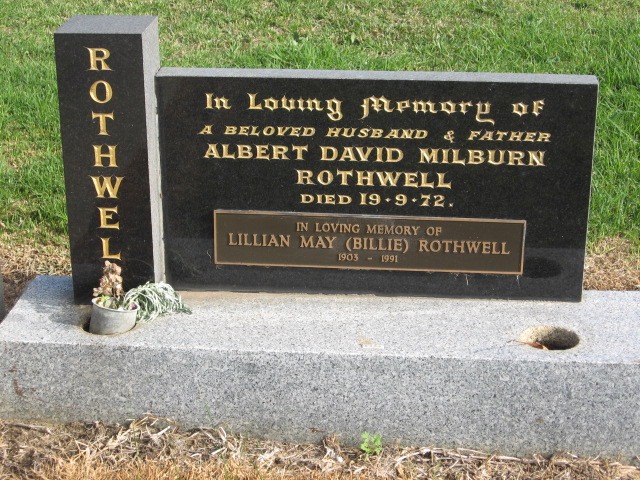 ROTHWEL
In Loving Memory of
A BELOVED HUSBAND & FATHER
ALBERT DAVID MILBURN
ROTHWELL
DIED 19·9·72.
IN LOVING MEMORY OF
LILLIAN MAY (BILLIE) ROTHWELL
1903 - 1991